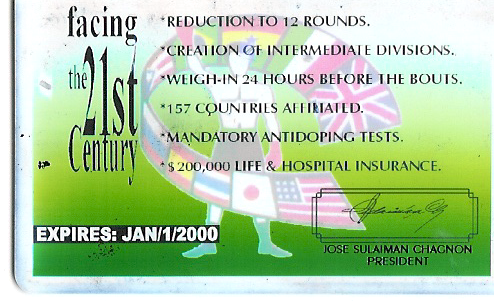 facing
the 21st
Century
*REDUCTION TO 12 ROUNDS.
*CREATION OF INTERMEDIATE DIVISIONS.
*WEIGH-IN 24 HOURS BEFORE THE BOUTS.
*157 COUNTRIES AFFILIATED.
*MANDATORY ANTIDOPING TESTS.
*$200,000 LIFE & HOSPITAL INSURANCE.
EXPIRES: JAN/1/2000
JOSE SULAIMAN CHAGNON
PRESIDENT